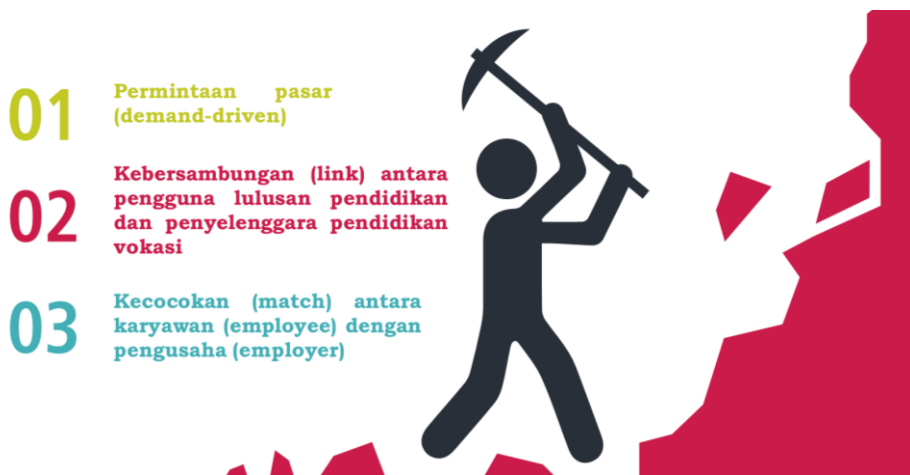 01
Permintaan pasar
(demand-driven)
02
Kebersambungan (link) antara
pengguna lulusan pendidikan
dan penyelenggara pendidikan
vokasi
03
Kecocokan (match) antara
karyawan (employee) dengan
pengusaha (employer)